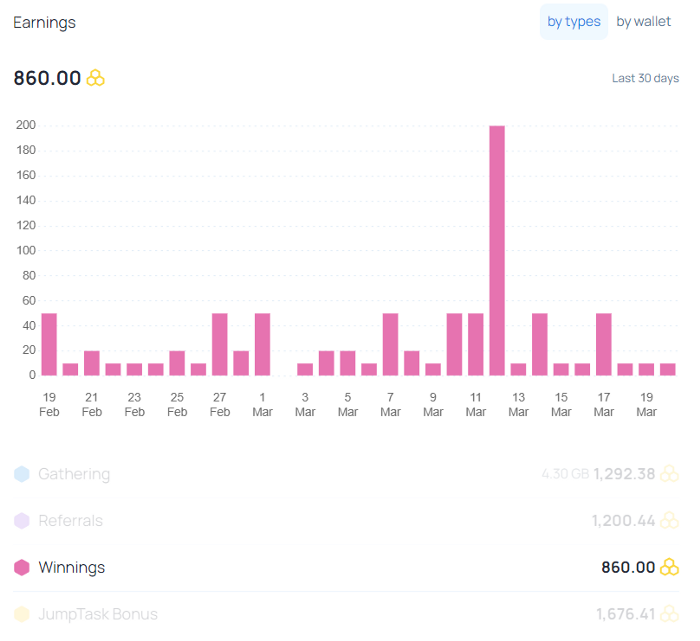 Earnings
by types by wallet
860.00
Last 30 days
200
180
160
140
120
100
80
60
40
20
0
19 21 23 25 27 1 3 5 7 9 11 13 15 17 19
Feb Feb Feb Feb Feb Mar Mar Mar Mar Mar Mar Mar Mar Mar Mar
Gathering 4.30 GB 1,292.38
Referrals 1,200.44
Winnings 860.00
JumpTask Bonus 1,676.41